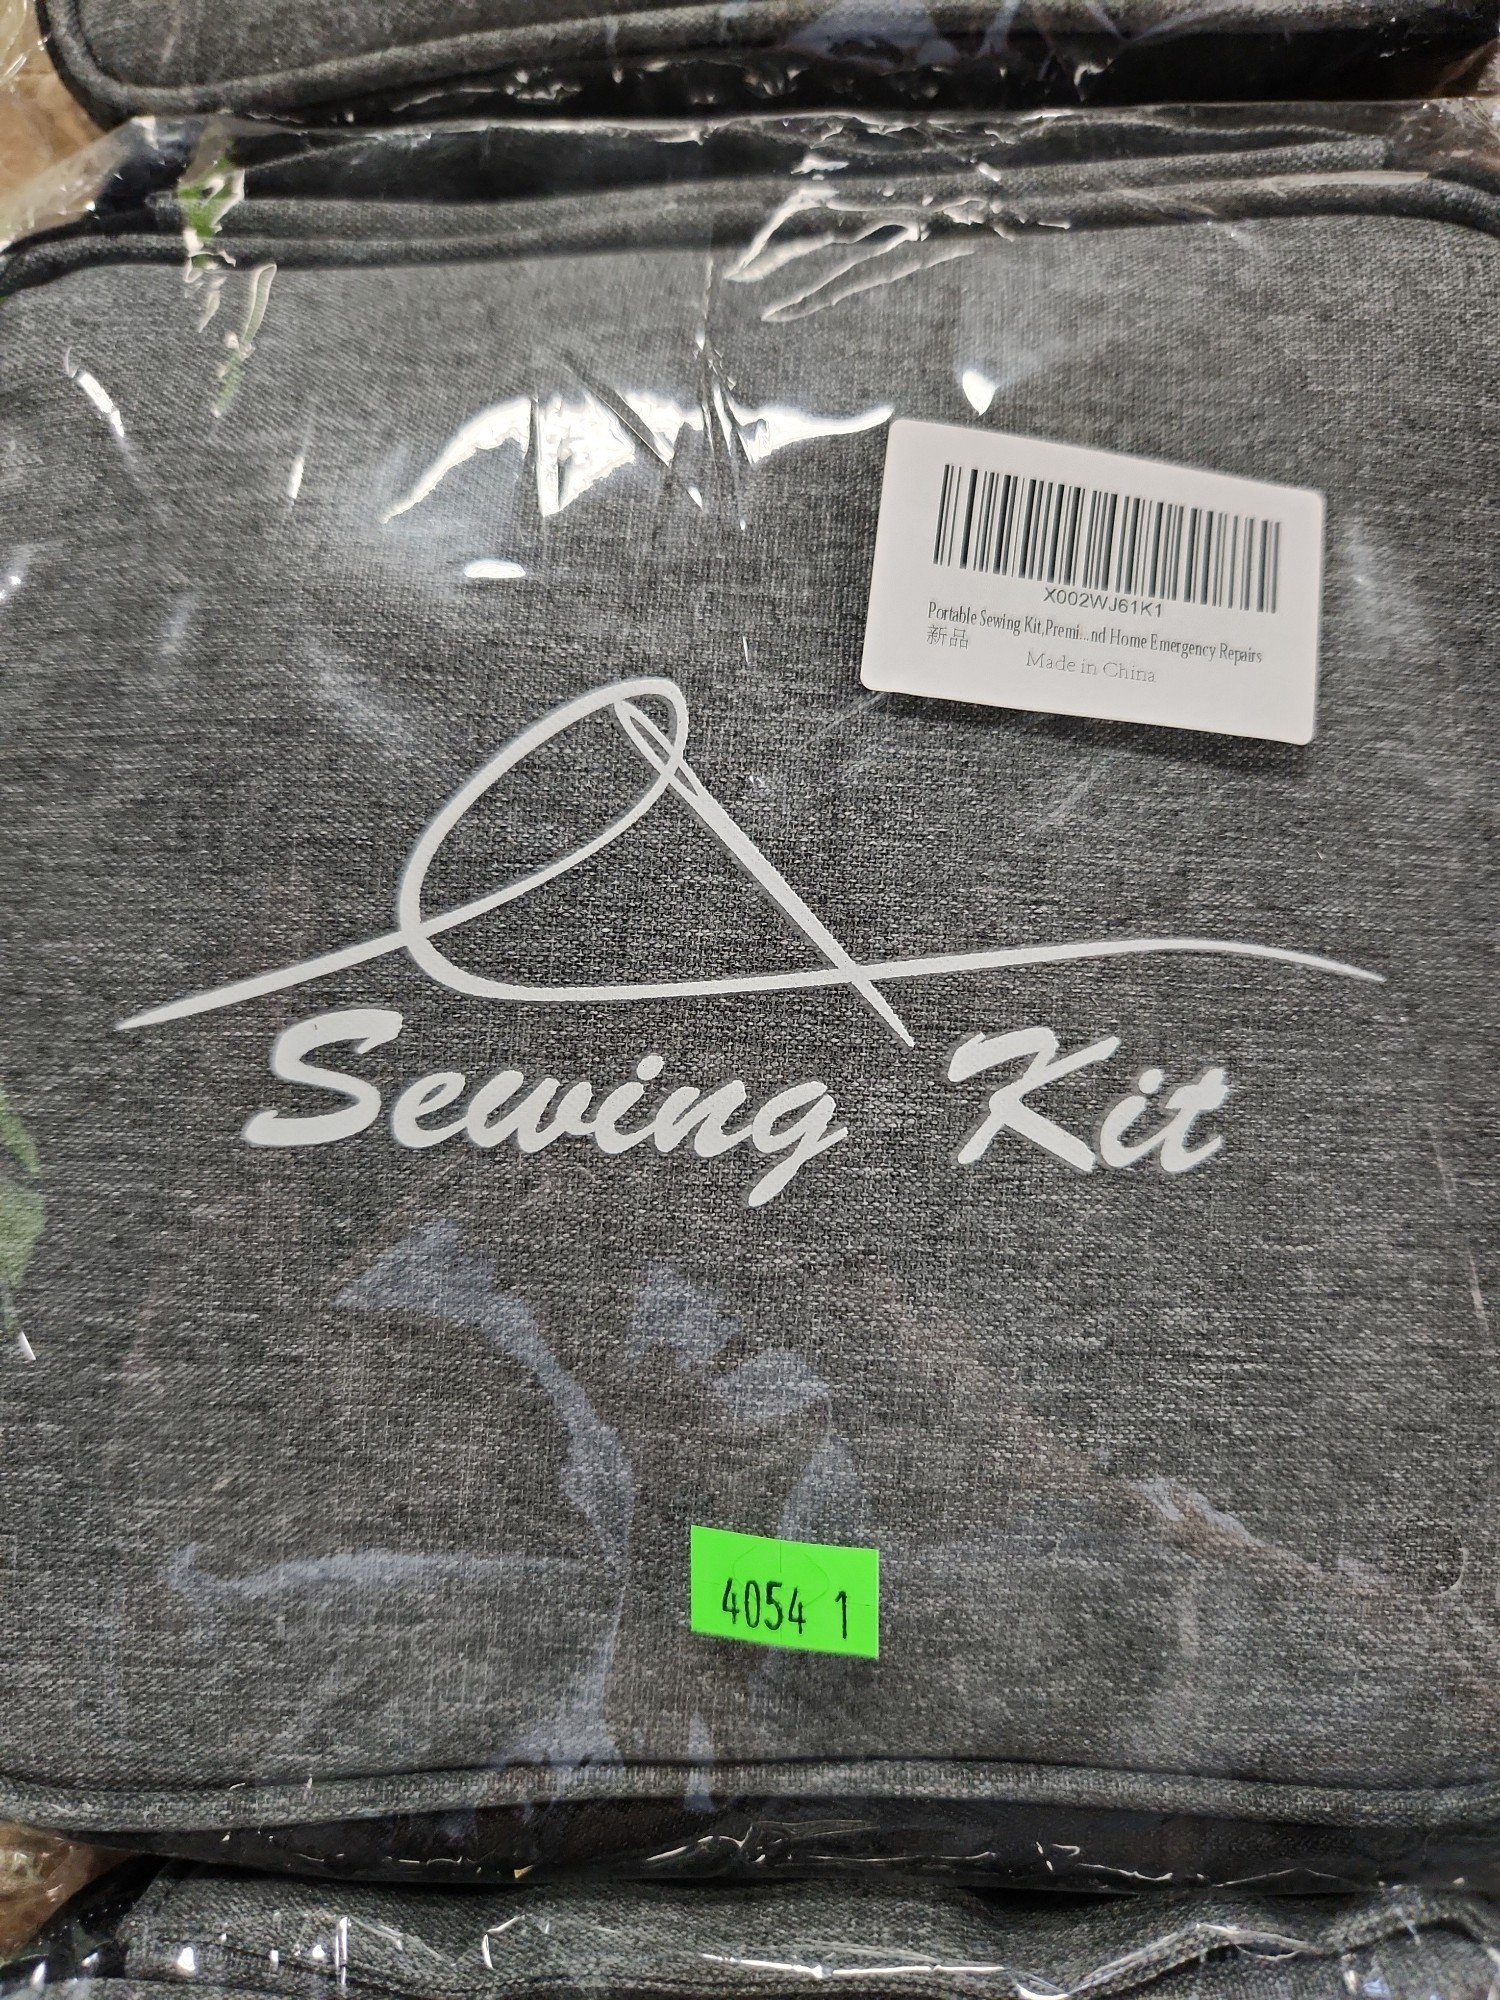 X002WJ61K1
Portable Sewing Kit,Premi...nd Home Emergency Repairs
新品
Made in China
Sewing Kit
4054 1